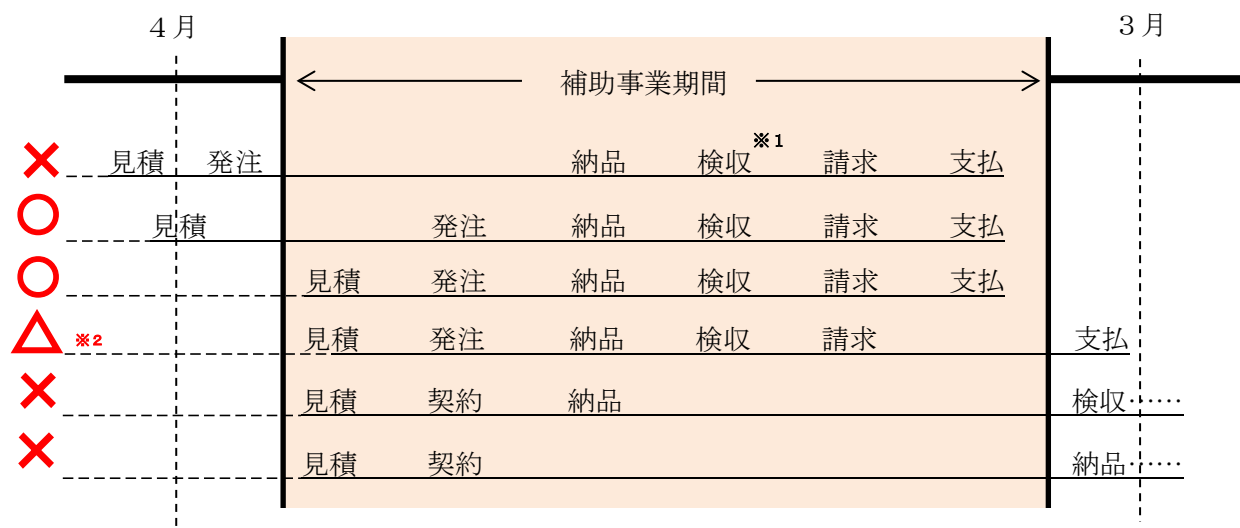 ４月
３月
補助事業期間
※１
× 見積 発注 納品 検収 請求 支払
○ 見積 発注 納品 検収 請求 支払
○ 見積 発注 納品 検収 請求 支払
△ ※２ 見積 発注 納品 検収 請求 支払
× 見積 契約 納品 検収……
× 見積 契約 納品……